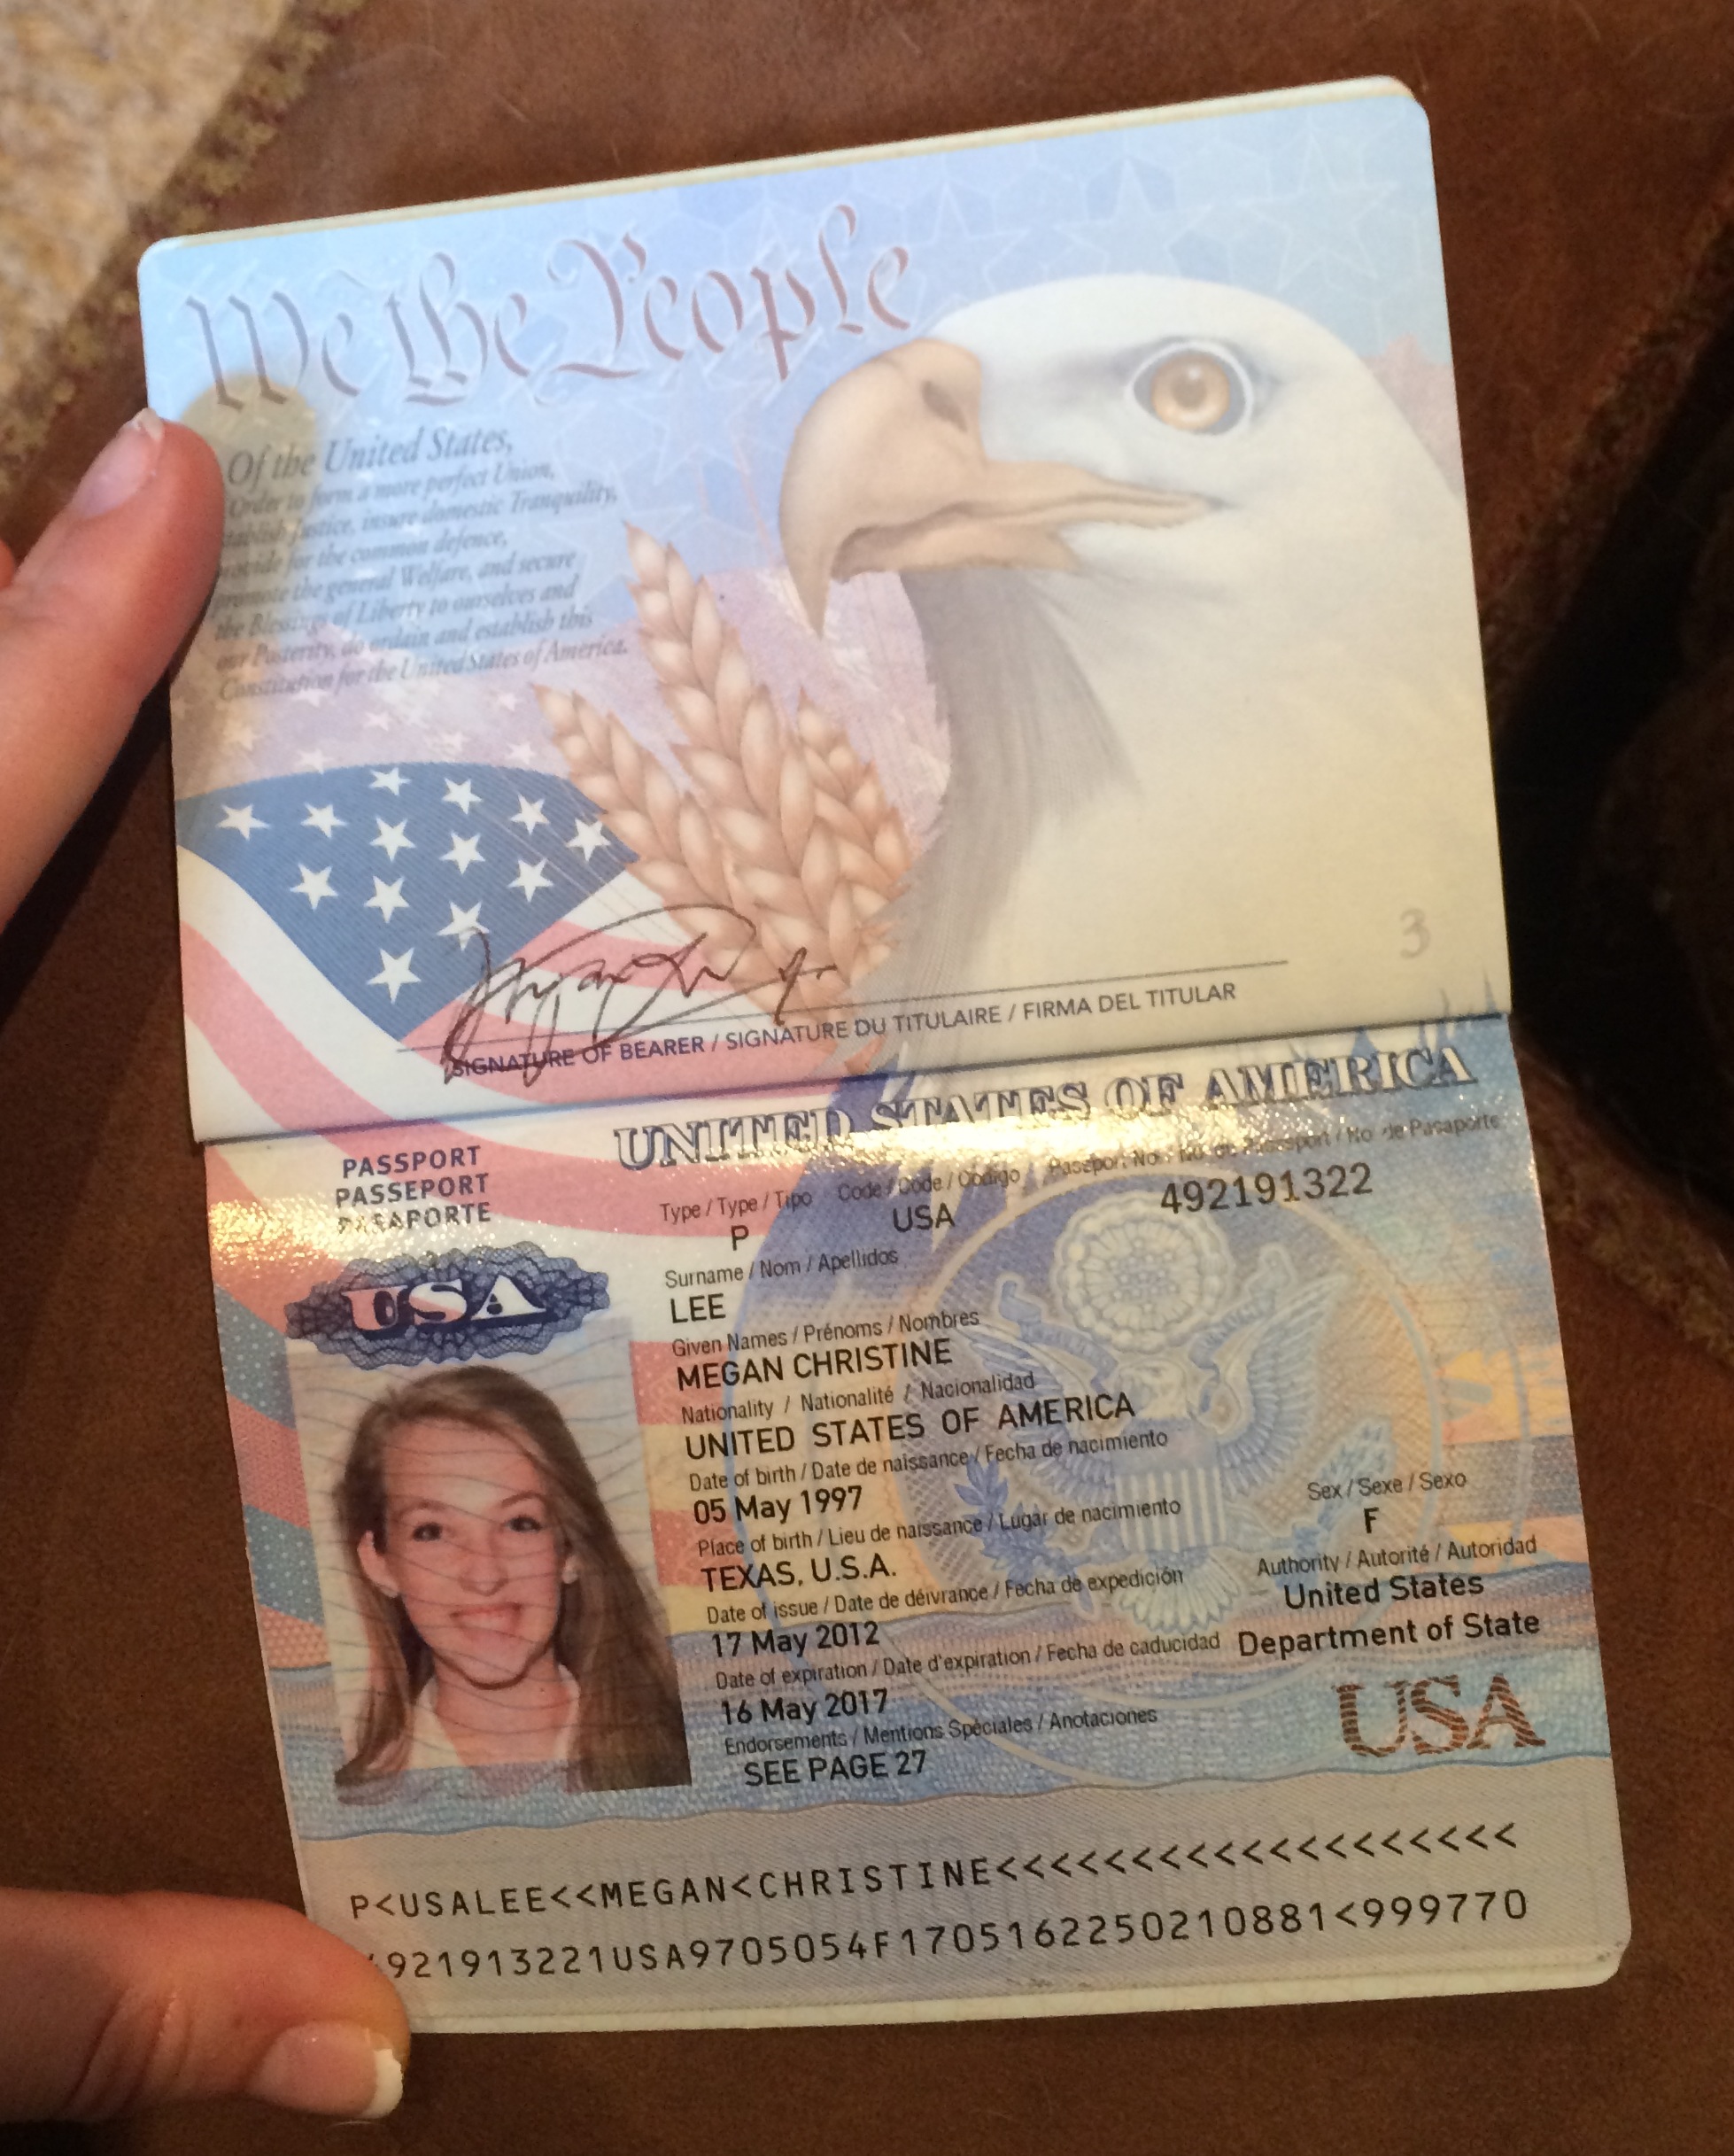 We the People
Of the United States,
Order to form a more perfect Union,
Justice, insure domestic Tranquility,
for the common defence,
promote the general Welfare, and secure
the Blessings of Liberty to ourselves and
our Posterity, do ordain and establish this
Constitution for the United States of America.
3
SIGNATURE OF BEARER / SIGNATURE DU TITULAIRE / FIRMA DEL TITULAR
UNITED STATES OF AMERICA
PASSPORT
PASSEPORT
PASAPORTE
USA
Type / Type / Tipo Code / Code / Código Passport No. / No. de Passeport / No. de Pasaporte
P USA 492191322
Surname / Nom / Apellidos
LEE
Given Names / Prénoms / Nombres
MEGAN CHRISTINE
Nationality / Nationalité / Nacionalidad
UNITED STATES OF AMERICA
Date of birth / Date de naissance / Fecha de nacimiento
05 May 1997
Place of birth / Lieu de naissance / Lugar de nacimiento Sex / Sexe / Sexo
TEXAS, U.S.A. F
Date of issue / Date de déivrance / Fecha de expedición Authority / Autorité / Autoridad
17 May 2012 United States
Date of expiration / Date d'expiration / Fecha de caducidad Department of State
16 May 2017
Endorsements / Mentions Spéciales / Anotaciones
SEE PAGE 27
USA
P<USALEE<<MEGAN<CHRISTINE<<<<<<<<<<<<<<<<<<<
921913221USA9705054F1705162250210881<999770